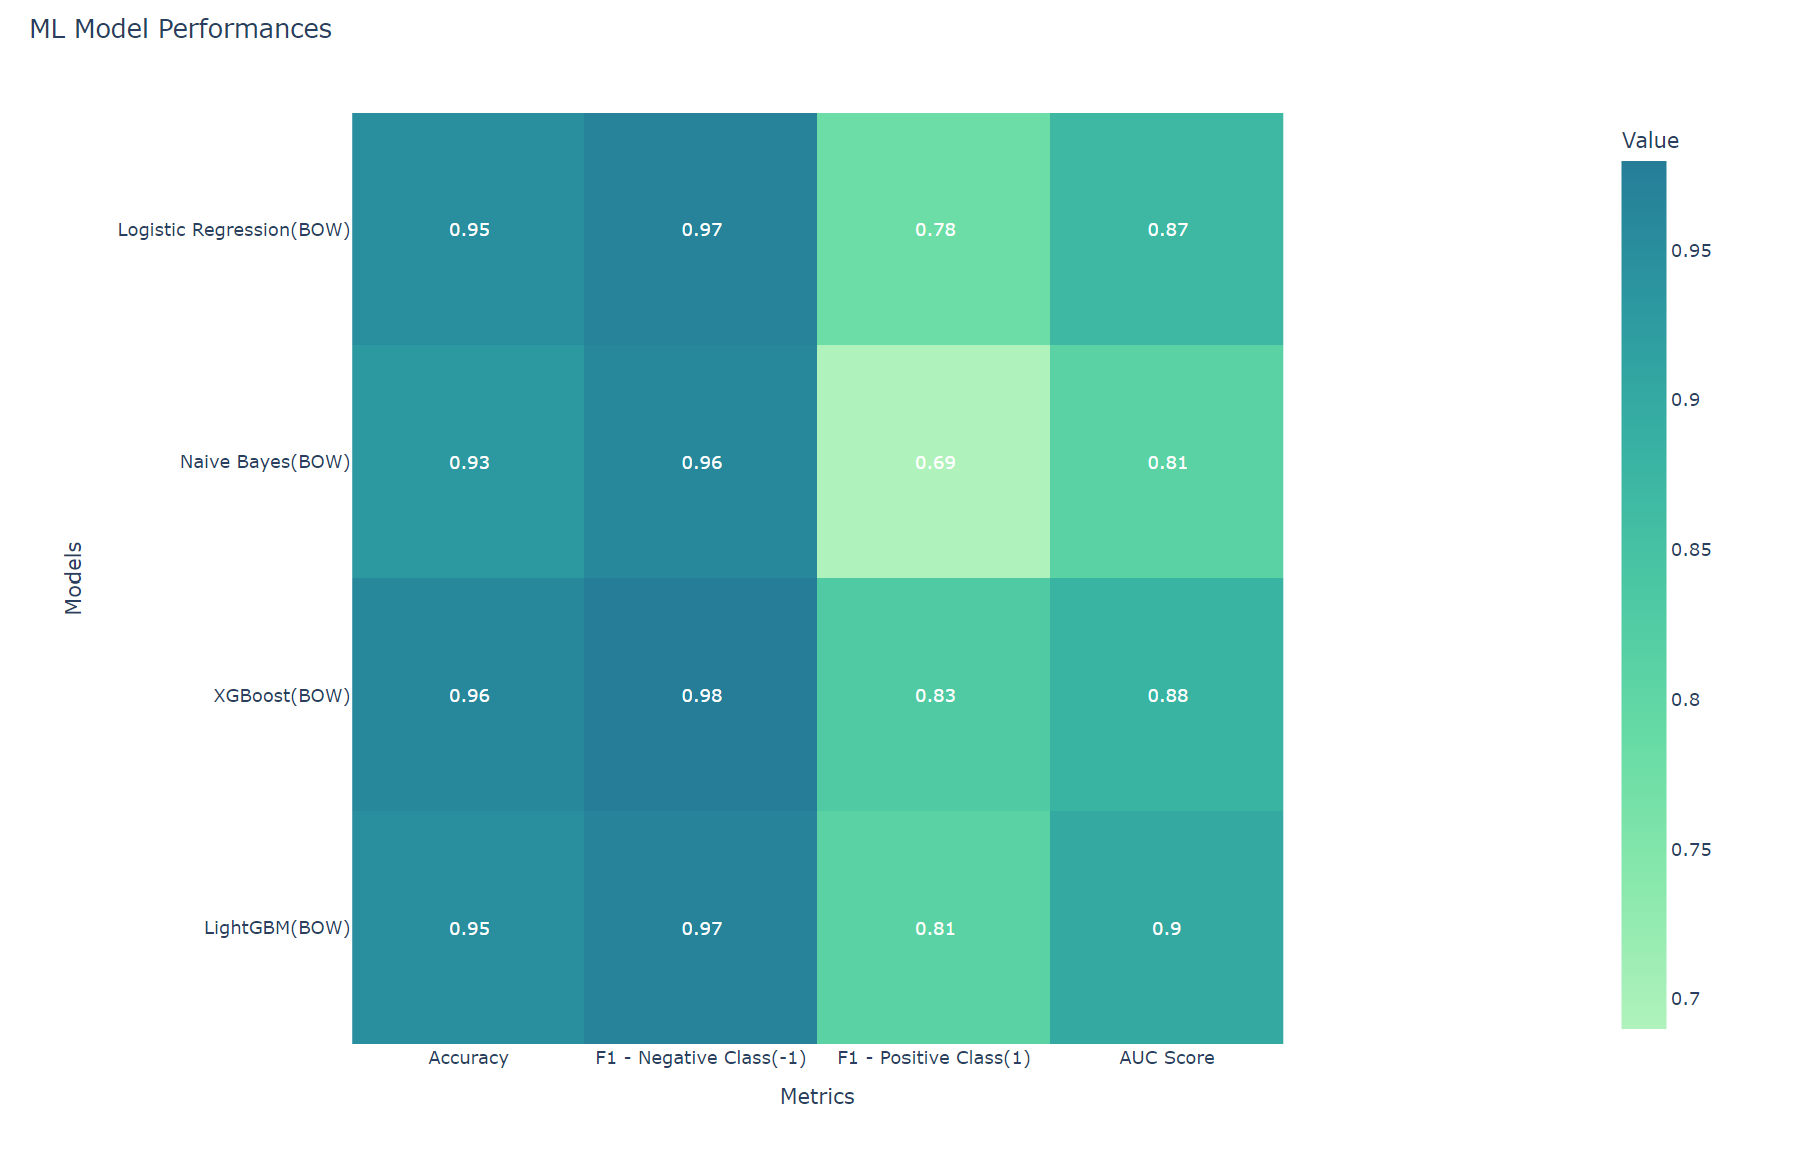 ML Model Performances
Value
Logistic Regression(BOW) 0.95 0.97 0.78 0.87
Naive Bayes(BOW) 0.93 0.96 0.69 0.81
XGBoost(BOW) 0.96 0.98 0.83 0.88
LightGBM(BOW) 0.95 0.97 0.81 0.9
Models
Accuracy F1 - Negative Class(-1) F1 - Positive Class(1) AUC Score
Metrics
0.95
0.9
0.85
0.8
0.75
0.7